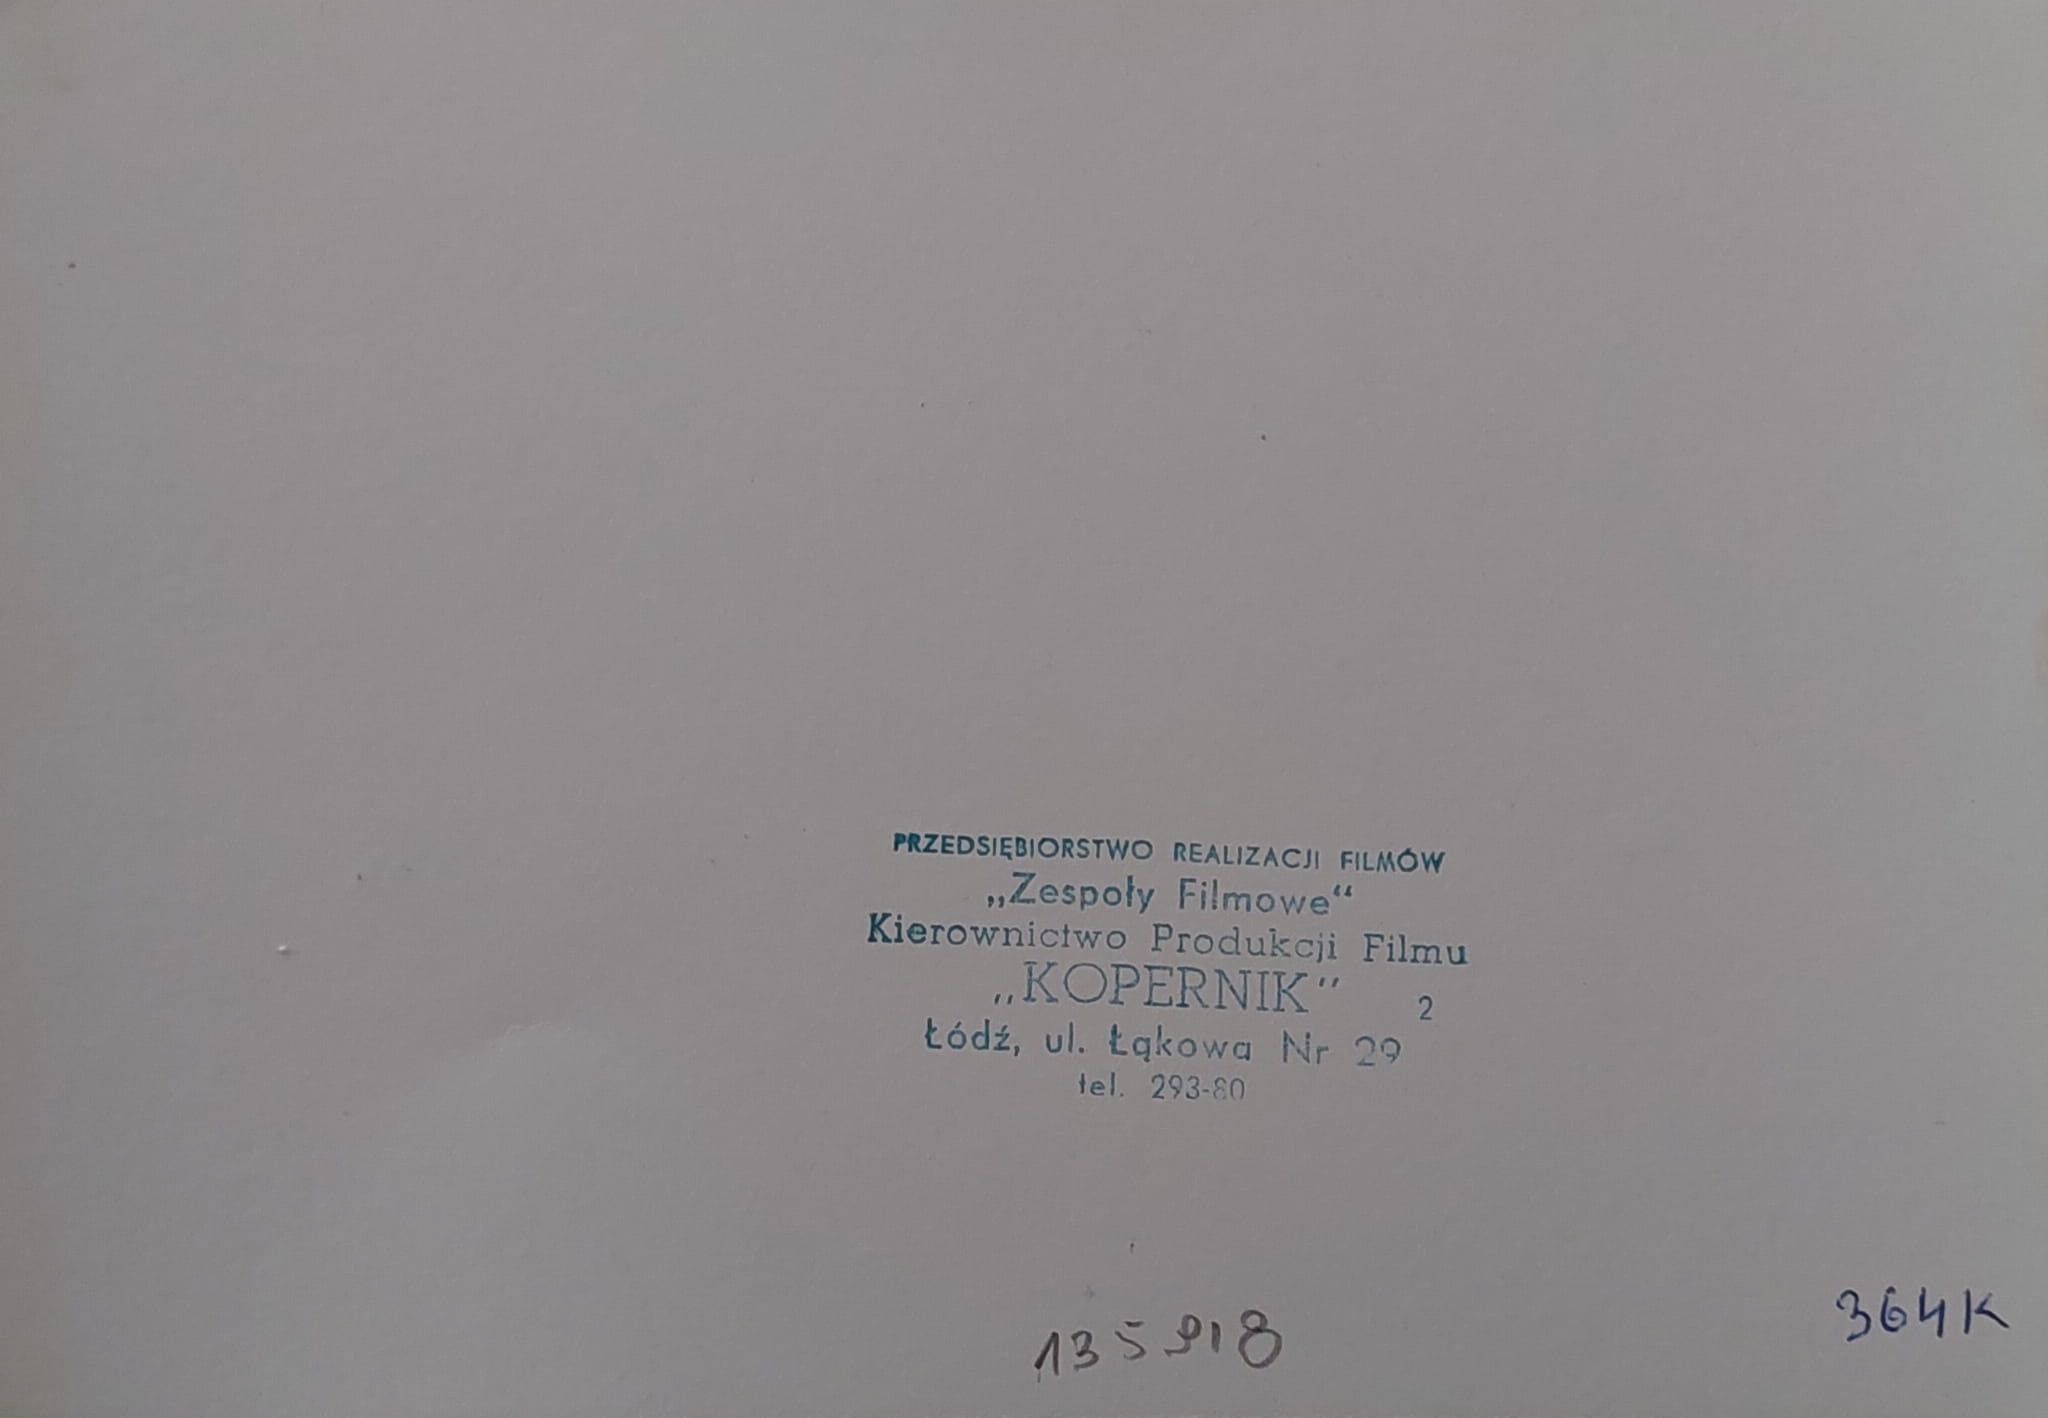 PRZEDSIĘBIORSTWO REALIZACJI FILMÓW
„Zespoły Filmowe“
Kierownictwo Produkcji Filmu
„KOPERNIK” 2
Łódź, ul. Łąkowa Nr 29
tel. 293-80
135918
364K